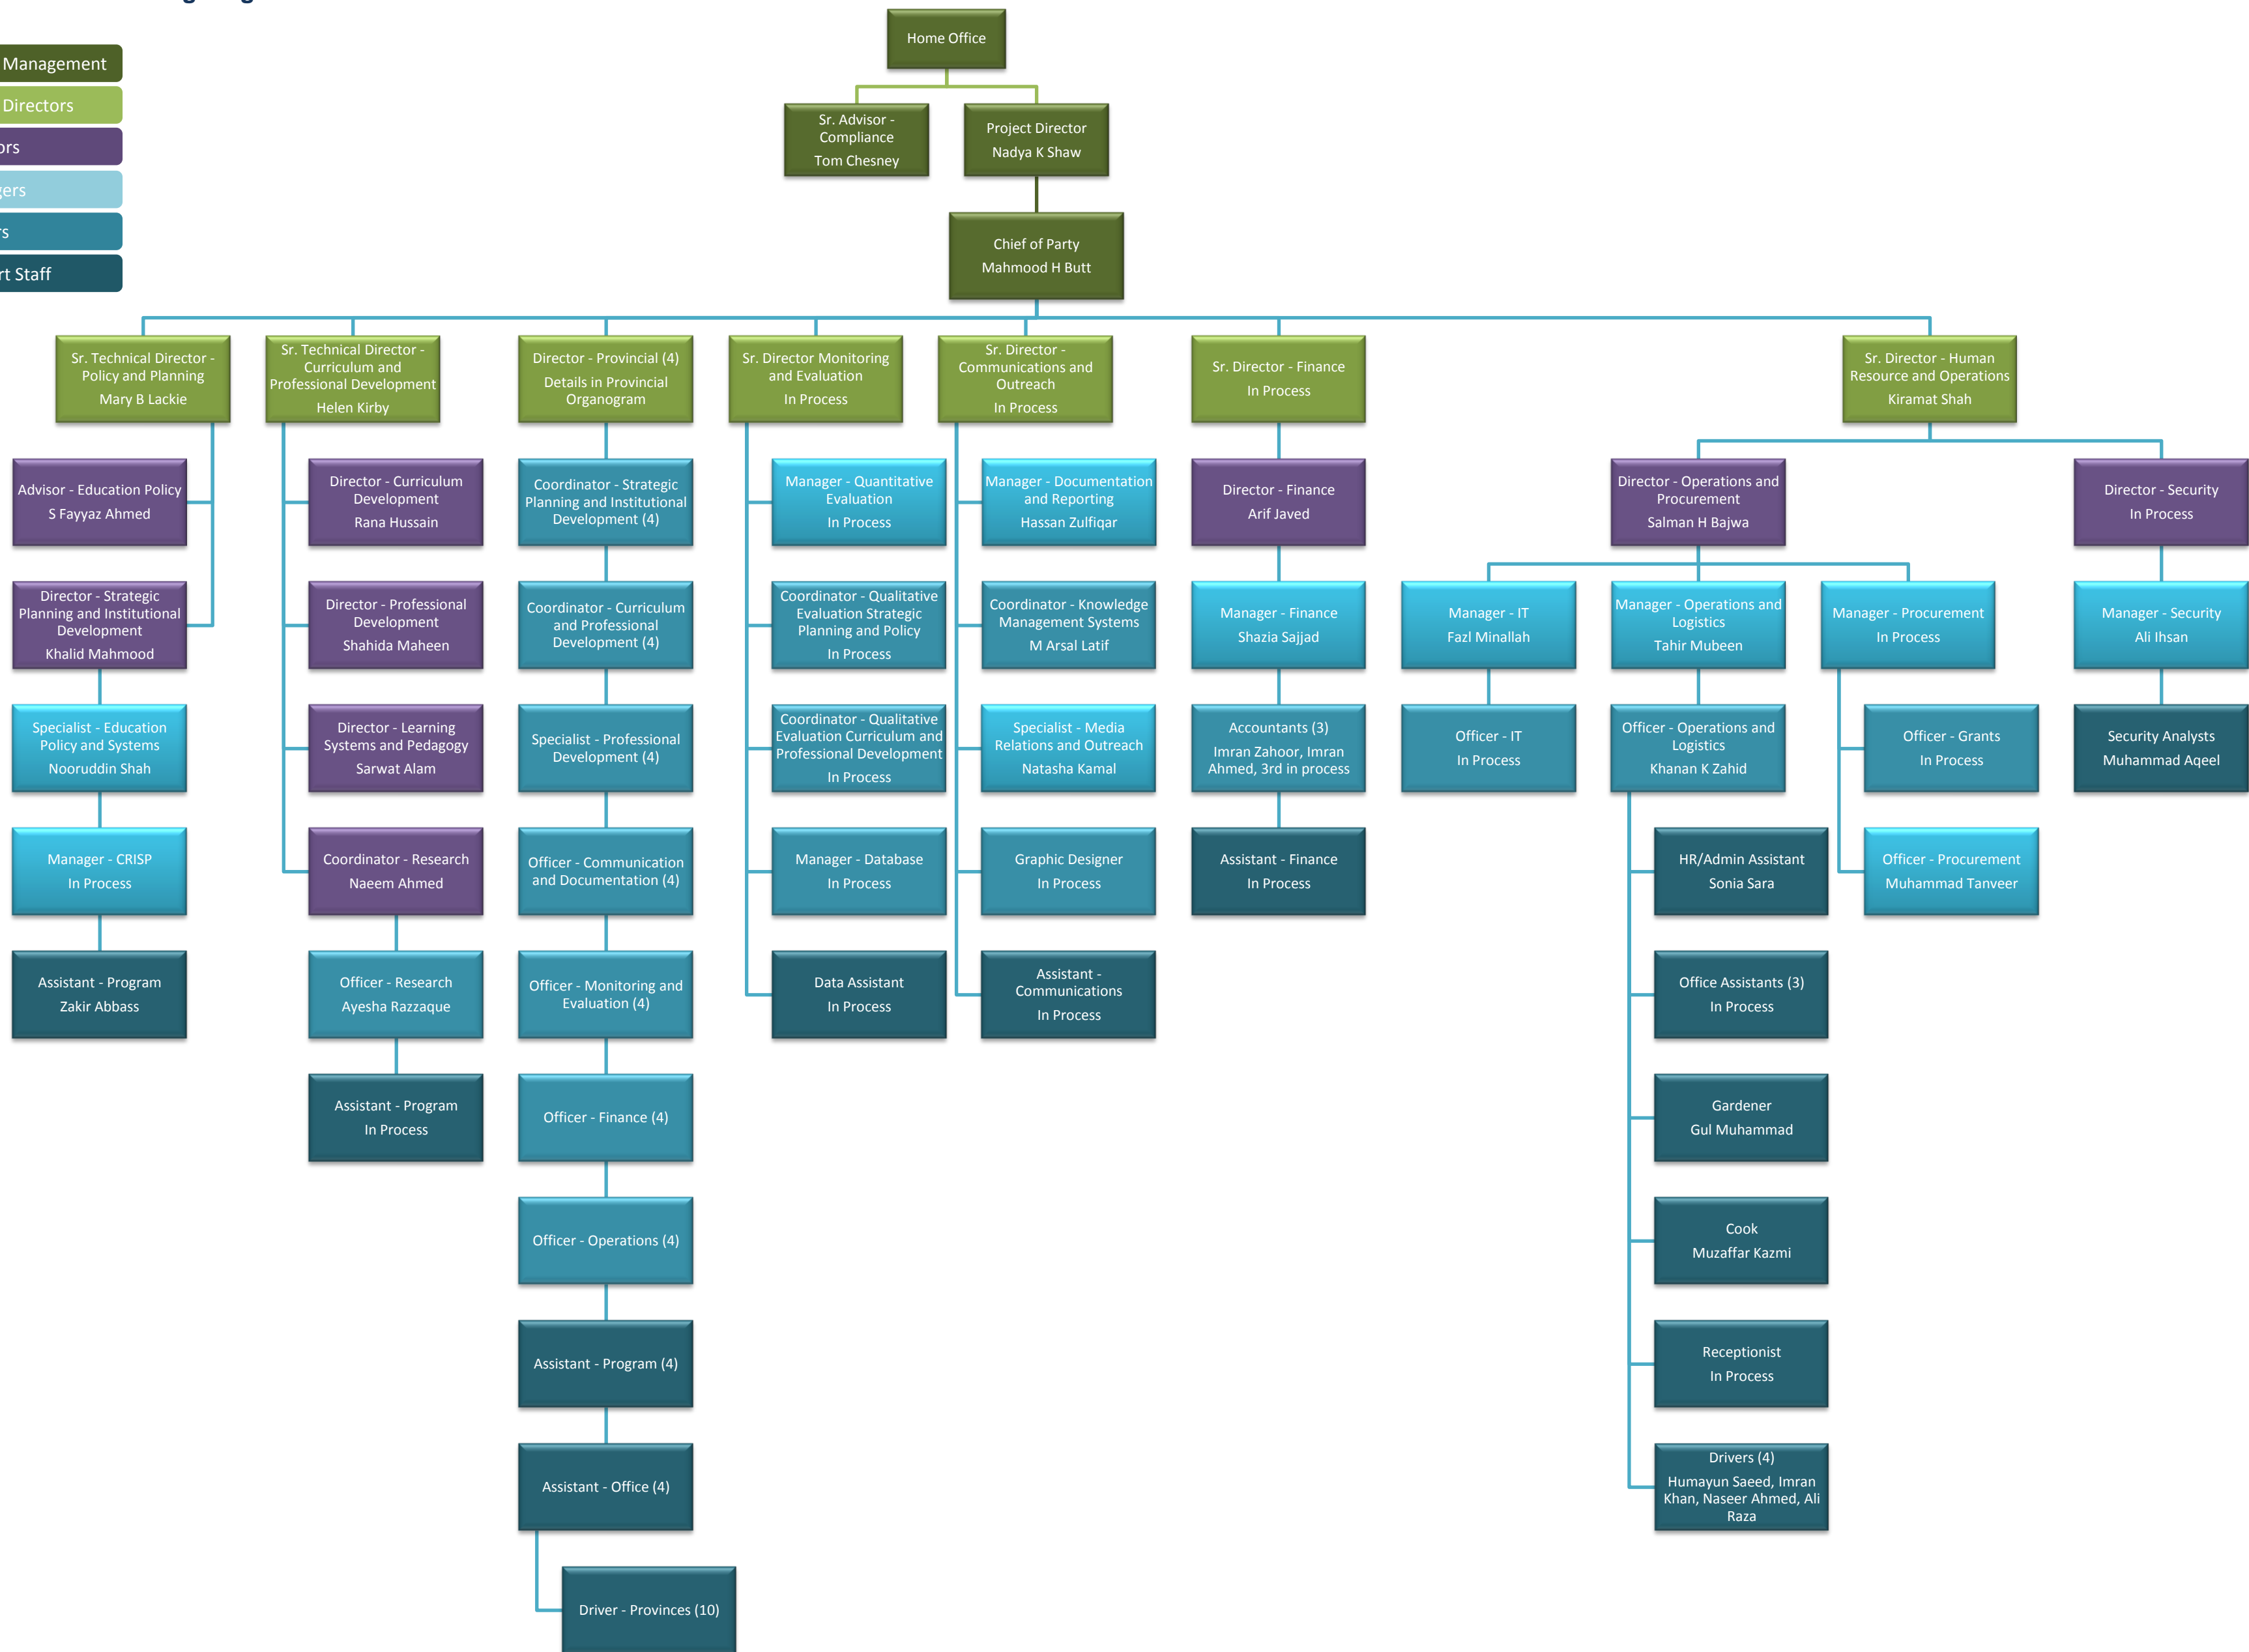 Management
Directors
Home Office
Sr. Advisor -
Compliance
Tom Chesney
Project Director
Nadya K Shaw
Chief of Party
Mahmood H Butt
Sr. Technical Director -
Policy and Planning
Mary B Lackie
Sr. Technical Director -
Curriculum and
Professional Development
Helen Kirby
Director - Provincial (4)
Details in Provincial
Organogram
Sr. Director Monitoring
and Evaluation
In Process
Sr. Director -
Communications and
Outreach
In Process
Sr. Director - Finance
In Process
Sr. Director - Human
Resource and Operations
Kiramat Shah
Advisor - Education Policy
S Fayyaz Ahmed
Director - Curriculum
Development
Rana Hussain
Coordinator - Strategic
Planning and Institutional
Development (4)
Manager - Quantitative
Evaluation
In Process
Manager - Documentation
and Reporting
Hassan Zulfiqar
Director - Finance
Arif Javed
Director - Operations and
Procurement
Salman H Bajwa
Director - Security
In Process
Director - Strategic
Planning and Institutional
Development
Khalid Mahmood
Director - Professional
Development
Shahida Maheen
Coordinator - Curriculum
and Professional
Development (4)
Coordinator - Qualitative
Evaluation Strategic
Planning and Policy
In Process
Coordinator - Knowledge
Management Systems
M Arsal Latif
Manager - Finance
Shazia Sajjad
Manager - IT
Fazl Minallah
Manager - Operations and
Logistics
Tahir Mubeen
Manager - Procurement
In Process
Manager - Security
Ali Ihsan
Specialist - Education
Policy and Systems
Nooruddin Shah
Director - Learning
Systems and Pedagogy
Sarwat Alam
Specialist - Professional
Development (4)
Coordinator - Qualitative
Evaluation Curriculum and
Professional Development
In Process
Specialist - Media
Relations and Outreach
Natasha Kamal
Accountants (3)
Imran Zahoor, Imran
Ahmed, 3rd in process
Officer - IT
In Process
Officer - Operations and
Logistics
Khanan K Zahid
Officer - Grants
In Process
Security Analysts
Muhammad Aqeel
Manager - CRISP
In Process
Coordinator - Research
Naeem Ahmed
Officer - Communication
and Documentation (4)
Manager - Database
In Process
Graphic Designer
In Process
Assistant - Finance
In Process
HR/Admin Assistant
Sonia Sara
Officer - Procurement
Muhammad Tanveer
Assistant - Program
Zakir Abbass
Officer - Research
Ayesha Razzaque
Officer - Monitoring and
Evaluation (4)
Data Assistant
In Process
Assistant -
Communications
In Process
Office Assistants (3)
In Process
Assistant - Program
In Process
Officer - Finance (4)
Gardener
Gul Muhammad
Officer - Operations (4)
Cook
Muzaffar Kazmi
Assistant - Program (4)
Receptionist
In Process
Assistant - Office (4)
Drivers (4)
Humayun Saeed, Imran
Khan, Naseer Ahmed, Ali
Raza
Driver - Provinces (10)